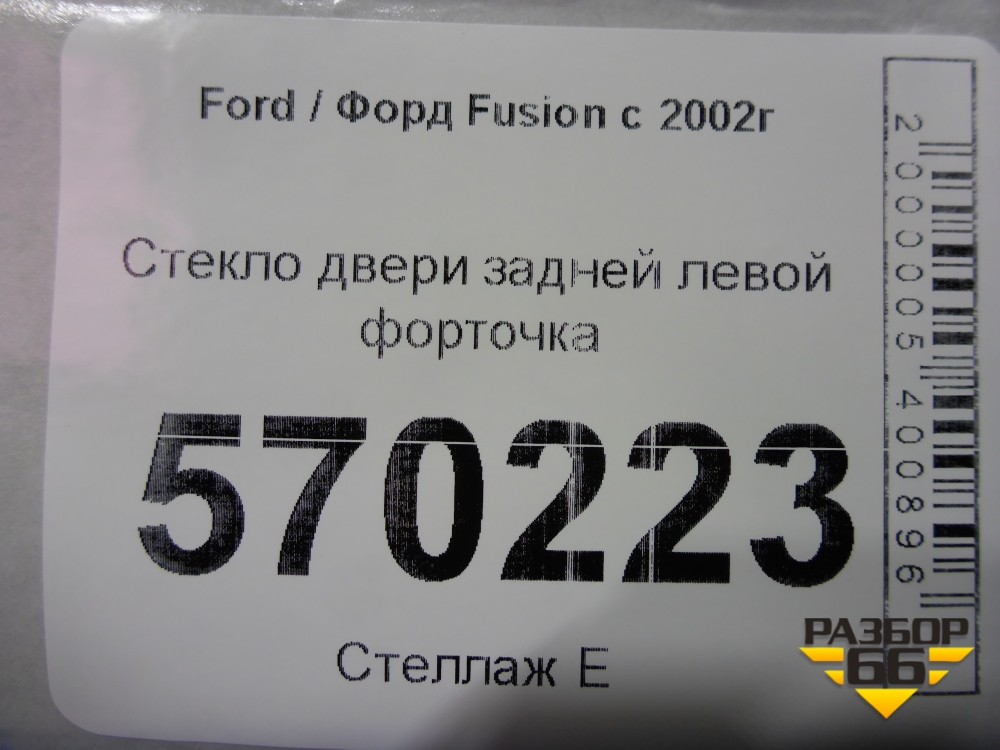 Ford / Форд Fusion с 2002г
Стекло двери задней левой
форточка
570223
Стеллаж Е
2000005400896
РАЗБОР
66